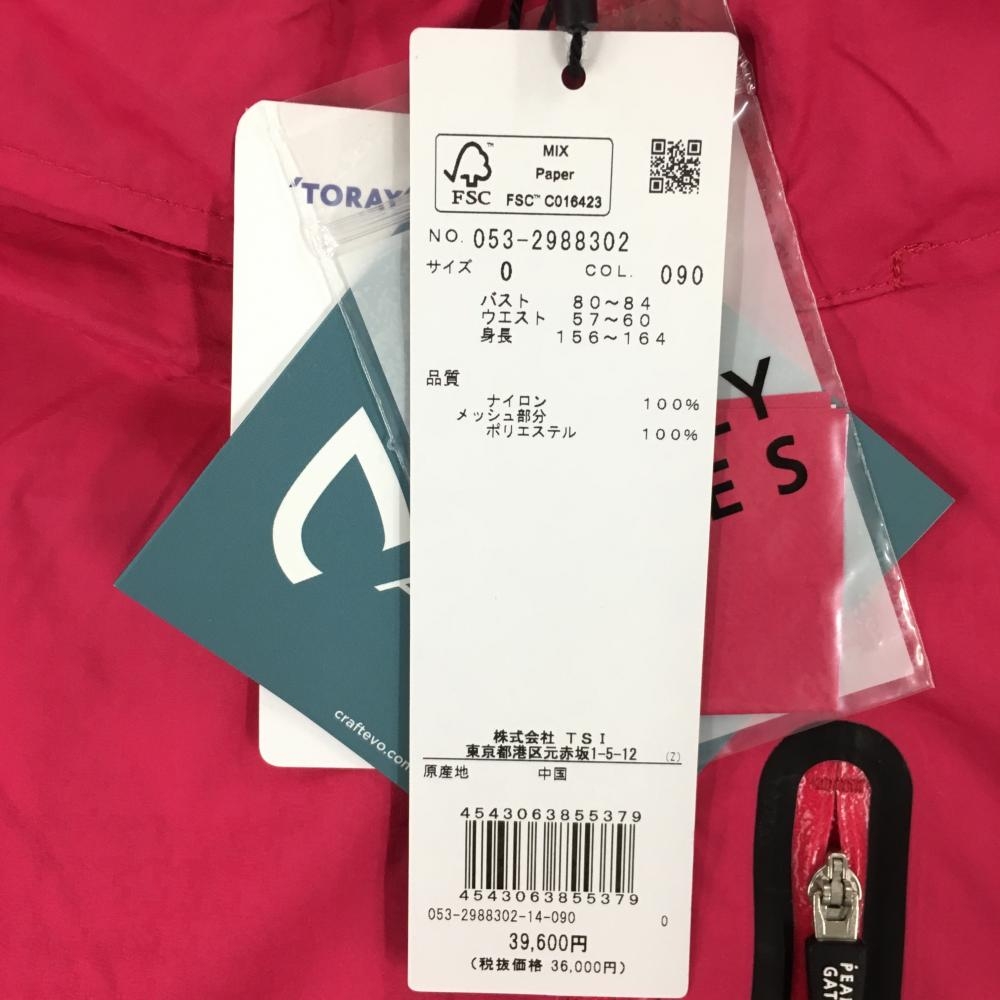 TORAY
MIX
Paper
FSC™ C016423
FSC
NO. 053-2988302
サイズ 0 COL. 090
バスト 80～84
ウエスト 57～60
身長 156～164
品質
ナイロン 100%
メッシュ部分
ポリエステル 100%
Y
ES
craftevo.co
株式会社 TSI
東京都港区元赤坂1-5-12 (Z)
原産地 中国
4543063855379
4543063855379
053-2988302-14-090 0
39,600円
(税抜価格 36,000円)
PEA
GAT